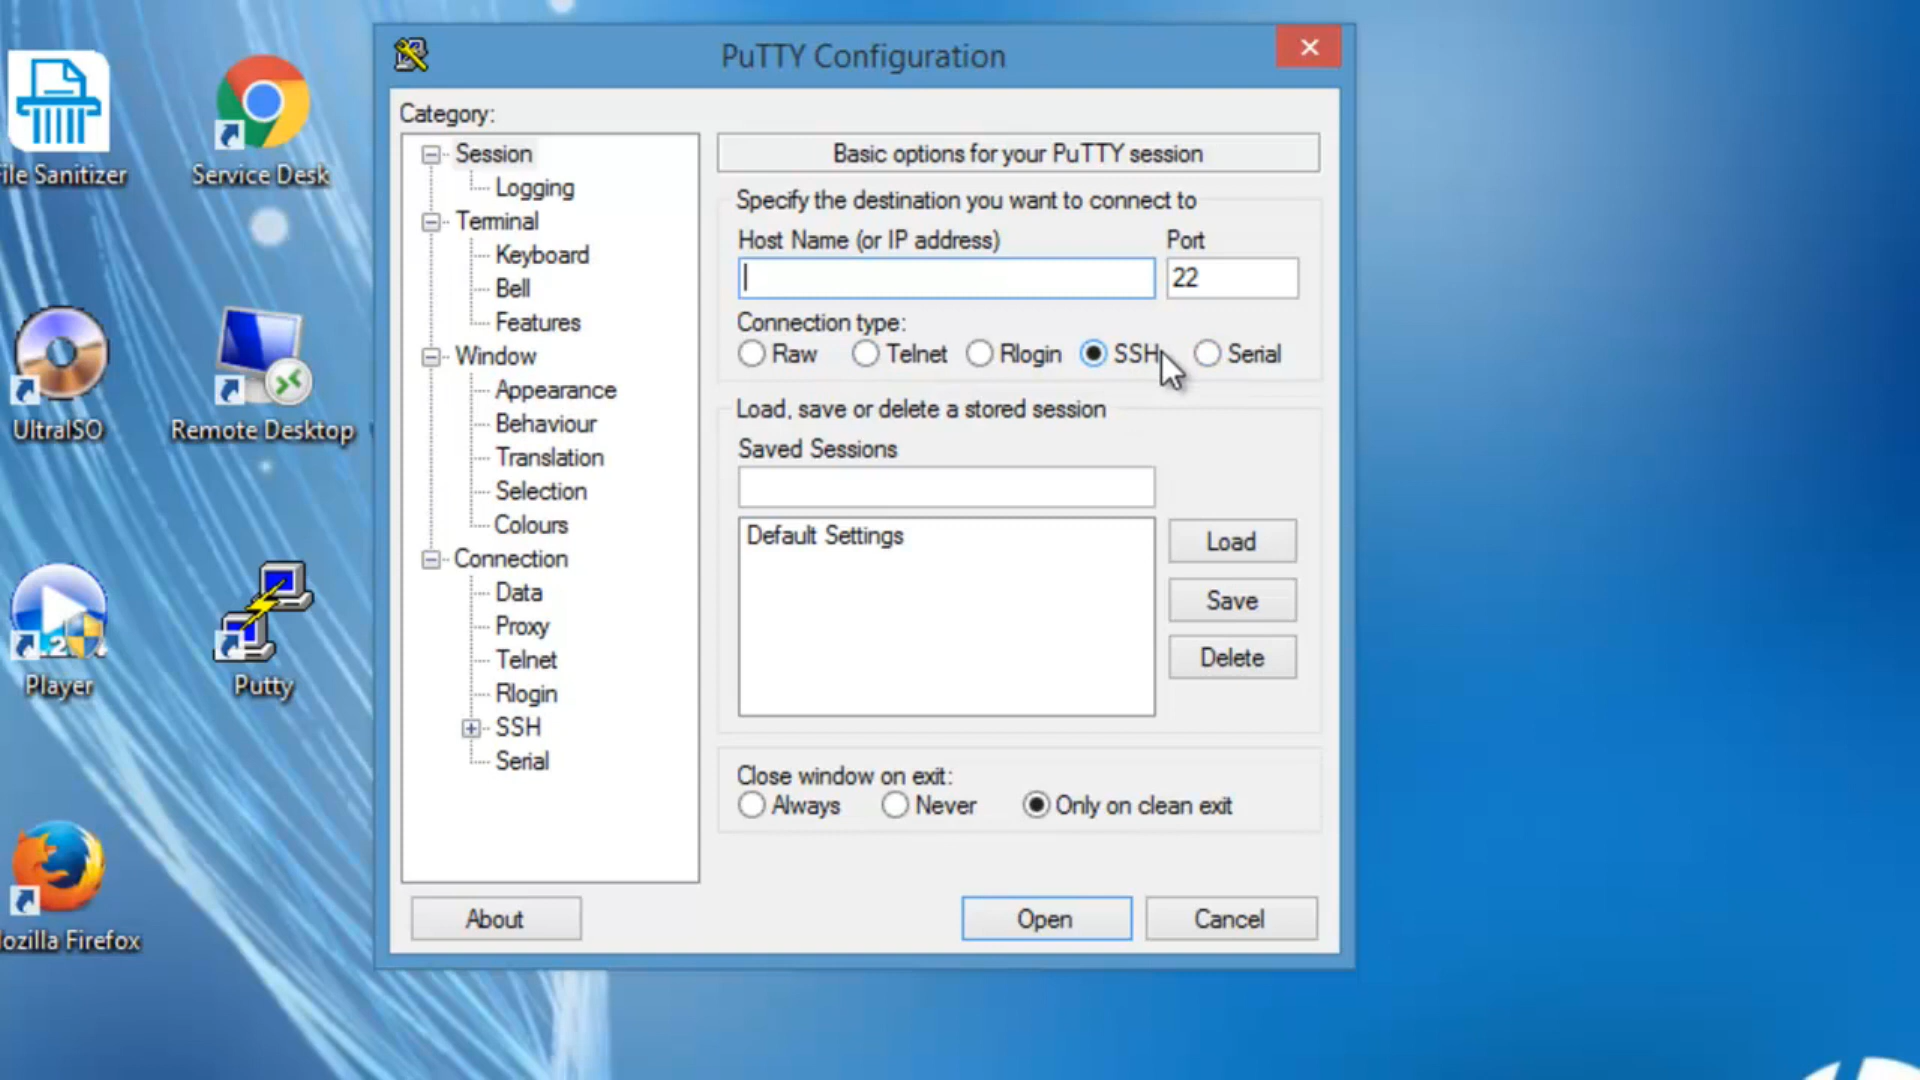 PuTTY Configuration
Category:
Session
Logging
Terminal
Keyboard
Bell
Features
Window
Appearance
Behaviour
Translation
Selection
Colours
Connection
Data
Proxy
Telnet
Rlogin
SSH
Serial
Basic options for your PuTTY session
Specify the destination you want to connect to
Host Name (or IP address) Port
22
Connection type:
Raw Telnet Rlogin SSH Serial
Load, save or delete a stored session
Saved Sessions
Default Settings
Load
Save
Delete
Close window on exit:
Always Never Only on clean exit
About Open Cancel
ile Sanitizer
Service Desk
UltraISO
Remote Desktop
Player
Putty
ozilla Firefox